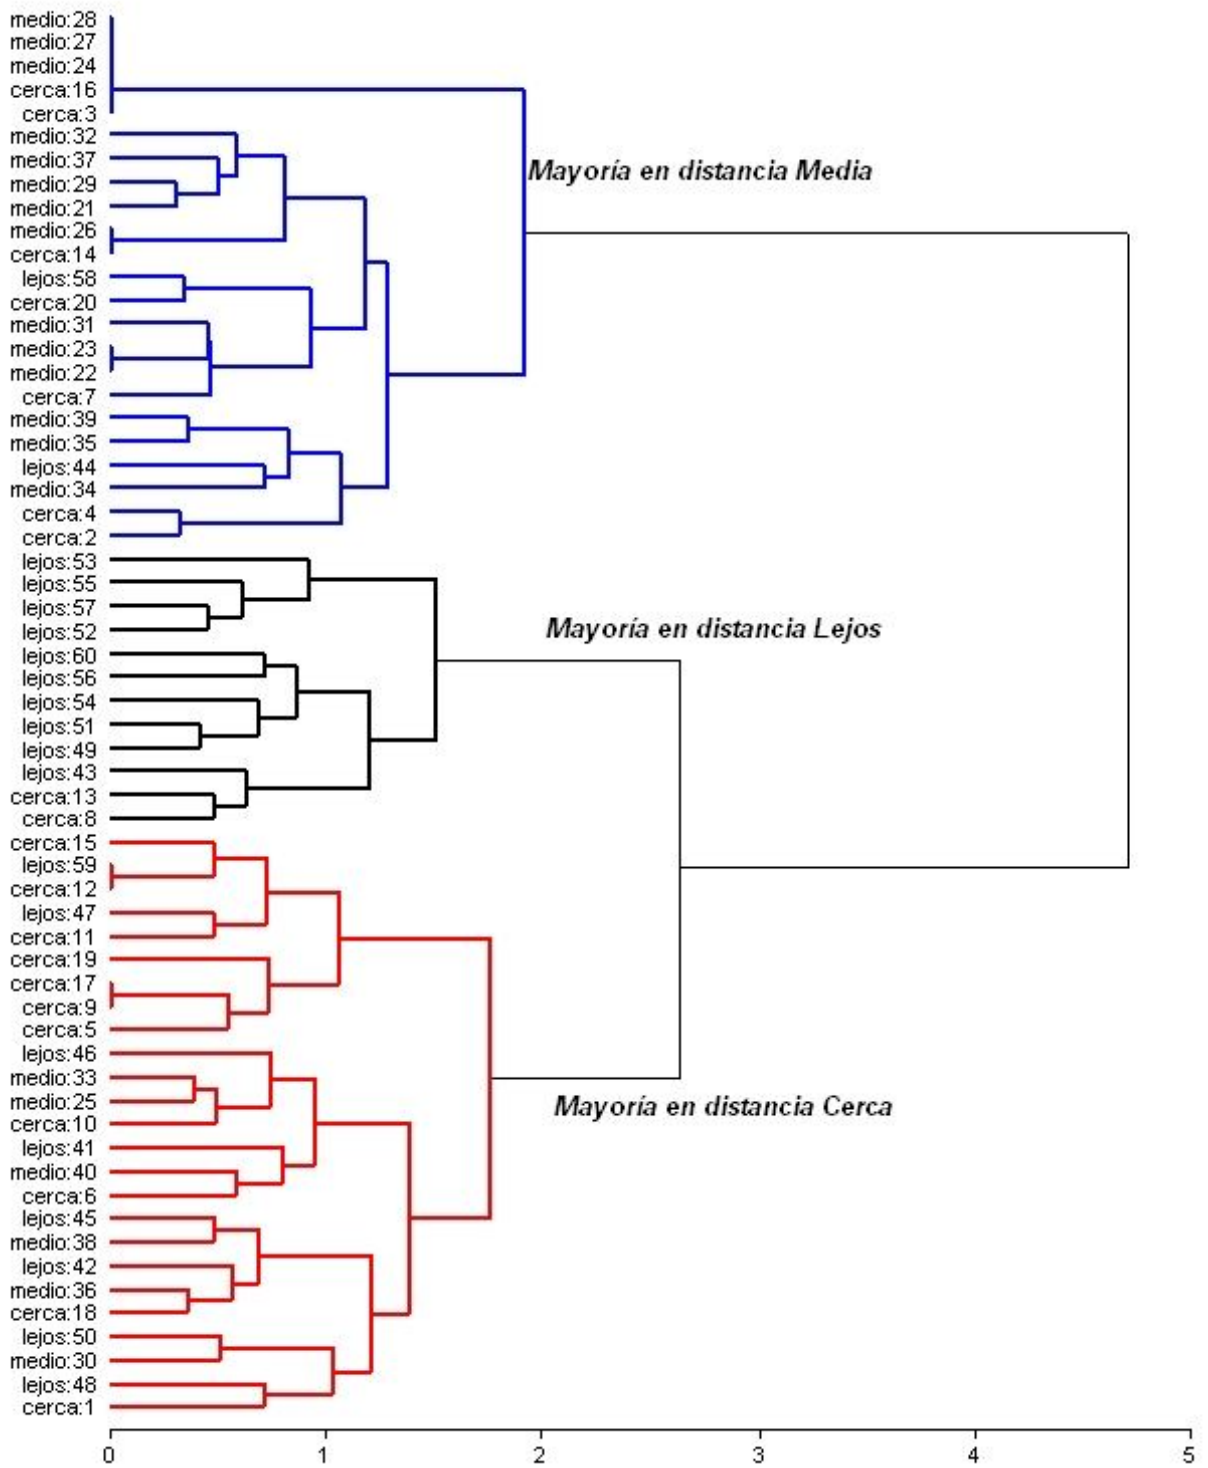 medio:28
medio:27
medio:24
cerca:16
cerca:3
medio:32
medio:37
Mayoría en distancia Media
medio:29
medio:21
medio:26
cerca:14
lejos:58
cerca:20
medio:31
medio:23
medio:22
cerca:7
medio:39
medio:35
lejos:44
medio:34
cerca:4
cerca:2
lejos:53
lejos:55
lejos:57
lejos:52
Mayoría en distancia Lejos
lejos:60
lejos:56
lejos:54
lejos:51
lejos:49
lejos:43
cerca:13
cerca:8
cerca:15
lejos:59
cerca:12
lejos:47
cerca:11
cerca:19
cerca:17
cerca:9
cerca:5
lejos:46
medio:33
medio:25
Mayoría en distancia Cerca
cerca:10
lejos:41
medio:40
cerca:6
lejos:45
medio:38
lejos:42
medio:36
cerca:18
lejos:50
medio:30
lejos:48
cerca:1
0 1 2 3 4 5